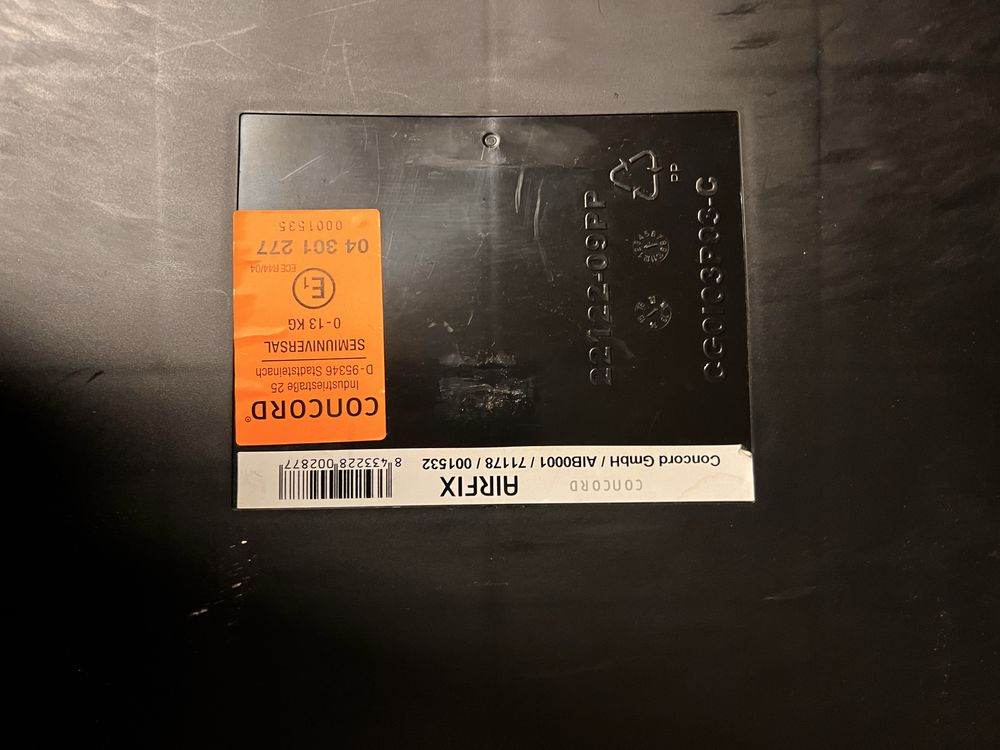 CONCORD AIRFIX
Concord GmbH / AIB0001 / 71178 / 001532
8 433228 002877
CONCORD®
Industriestraße 25
D-95346 Stadtsteinach
SEMIUNIVERSAL
0-13 KG
E1
ECE R44/04
04 301 277
0001535
22122-09PP
PP
CG0103P03-C